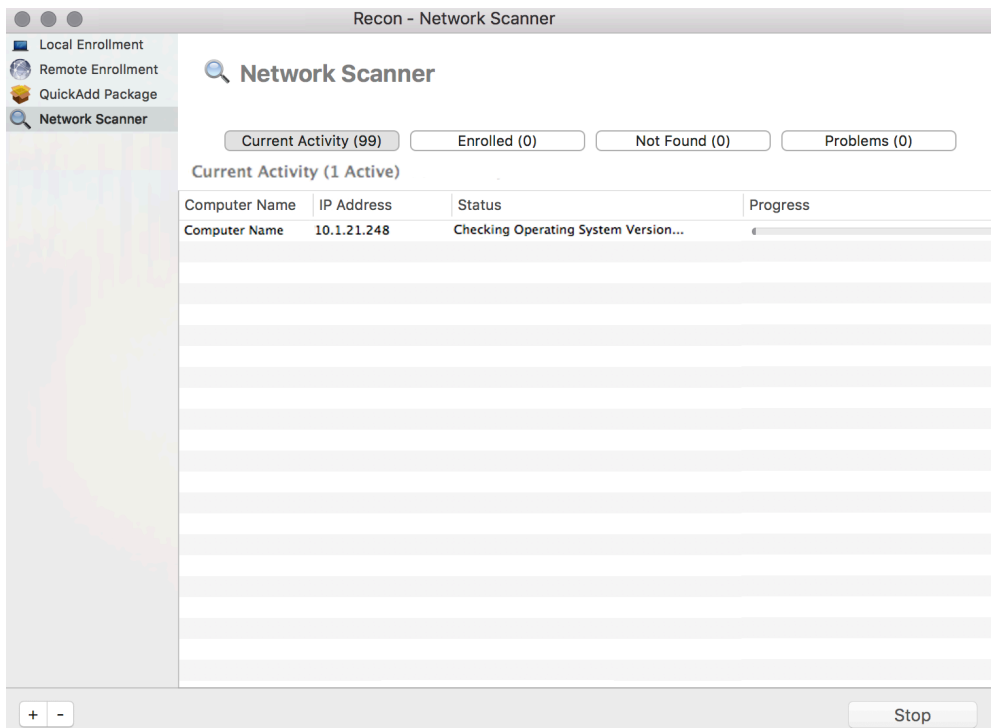 Recon - Network Scanner
Local Enrollment
Remote Enrollment
QuickAdd Package
Network Scanner
Network Scanner
Current Activity (99) Enrolled (0) Not Found (0) Problems (0)
Current Activity (1 Active)
Computer Name IP Address Status Progress
Computer Name 10.1.21.248 Checking Operating System Version...
+ - Stop